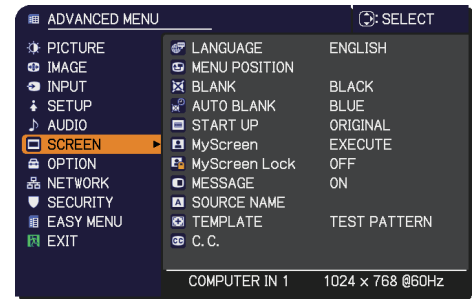 ADVANCED MENU : SELECT
PICTURE
IMAGE
INPUT
SETUP
AUDIO
SCREEN
OPTION
NETWORK
SECURITY
EASY MENU
EXIT
LANGUAGE ENGLISH
MENU POSITION
BLANK BLACK
AUTO BLANK BLUE
START UP ORIGINAL
MyScreen EXECUTE
MyScreen Lock OFF
MESSAGE ON
SOURCE NAME
TEMPLATE TEST PATTERN
C.C.
COMPUTER IN 1 1024 x 768 @60Hz